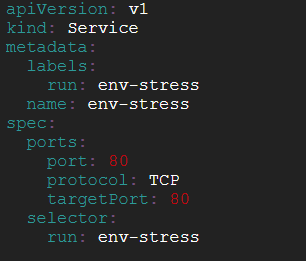 apiVersion: v1
kind: Service
metadata:
  labels:
    run: env-stress
  name: env-stress
spec:
  ports:
    port: 80
    protocol: TCP
    targetPort: 80
  selector:
    run: env-stress